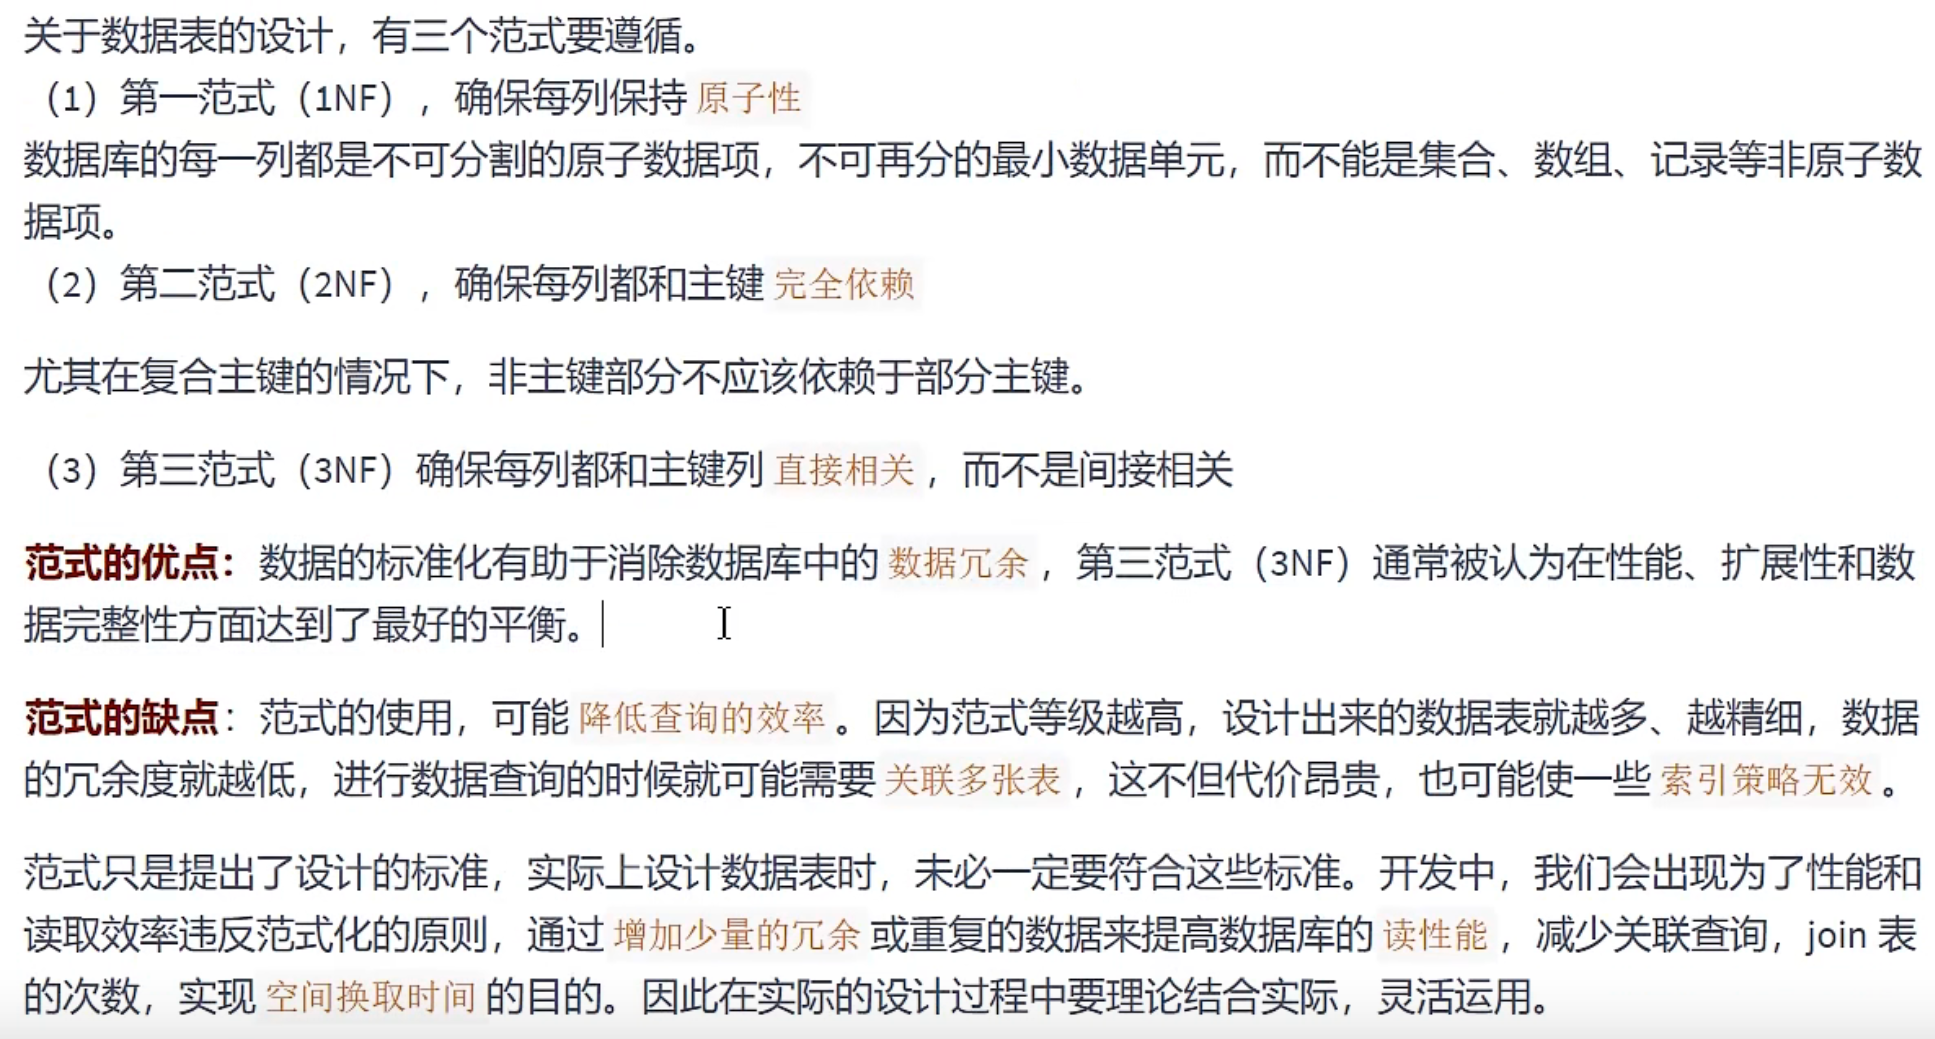 关于数据表的设计，有三个范式要遵循。
（1）第一范式（1NF），确保每列保持 原子性
数据库的每一列都是不可分割的原子数据项，不可再分的最小数据单元，而不能是集合、数组、记录等非原子数
据项。
（2）第二范式（2NF），确保每列都和主键 完全依赖
尤其在复合主键的情况下，非主键部分不应该依赖于部分主键。
（3）第三范式（3NF）确保每列都和主键列 直接相关 ，而不是间接相关
范式的优点：数据的标准化有助于消除数据库中的 数据冗余 ，第三范式（3NF）通常被认为在性能、扩展性和数
据完整性方面达到了最好的平衡。
范式的缺点：范式的使用，可能 降低查询的效率 。因为范式等级越高，设计出来的数据表就越多、越精细，数据
的冗余度就越低，进行数据查询的时候就可能需要 关联多张表 ，这不但代价昂贵，也可能使一些 索引策略无效 。
范式只是提出了设计的标准，实际上设计数据表时，未必一定要符合这些标准。开发中，我们会出现为了性能和
读取效率违反范式化的原则，通过 增加少量的冗余 或重复的数据来提高数据库的 读性能 ，减少关联查询，join 表
的次数，实现 空间换取时间 的目的。因此在实际的设计过程中要理论结合实际，灵活运用。